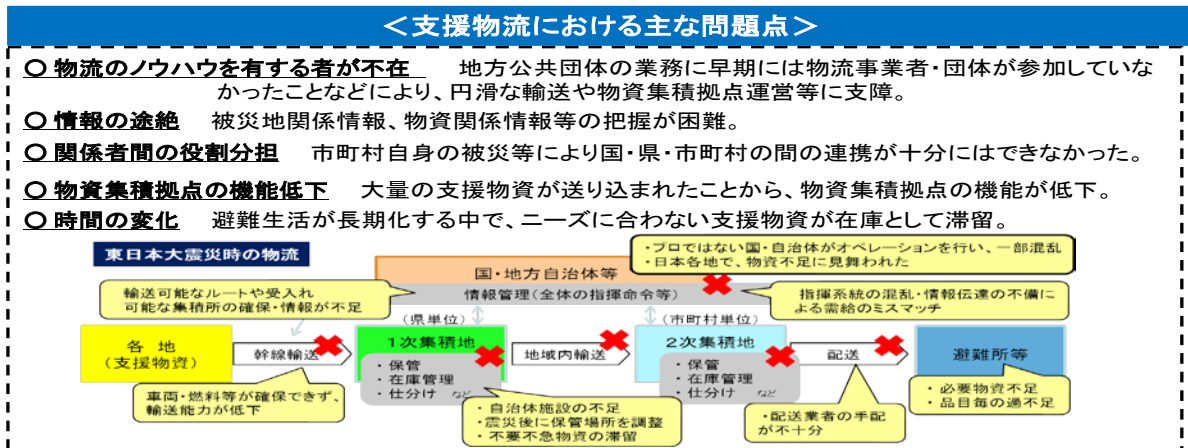 ＜支援物流における主な問題点＞
○ 物流のノウハウを有する者が不在　地方公共団体の業務に早期には物流事業者・団体が参加していな
かったことなどにより、円滑な輸送や物資集積拠点運営等に支障。
○ 情報の途絶　被災地関係情報、物資関係情報等の把握が困難。
○ 関係者間の役割分担　市町村自身の被災等により国・県・市町村の間の連携が十分にはできなかった。
○ 物資集積拠点の機能低下　大量の支援物資が送り込まれたことから、物資集積拠点の機能が低下。
○ 時間の変化　避難生活が長期化する中で、ニーズに合わない支援物資が在庫として滞留。
東日本大震災時の物流
・プロではない国・自治体がオペレーションを行い、一部混乱
・日本各地で、物資不足に見舞われた
国・地方自治体等
情報管理(全体の指揮命令等)
輸送可能なルートや受入れ
可能な集積所の確保・情報が不足
指揮系統の混乱・情報伝達の不備に
よる需給のミスマッチ
(県単位)
(市町村単位)
各 地
(支援物資)
幹線輸送
1次集積地
・保管
・在庫管理
・仕分け など
地域内輸送
2次集積地
・保管
・在庫管理
・仕分け など
配送
避難所等
車両・燃料等が確保できず、
輸送能力が低下
・自治体施設の不足
・震災後に保管場所を調整
・不要不急物資の滞留
・配送業者の手配
が不十分
・必要物資不足
・品目毎の過不足